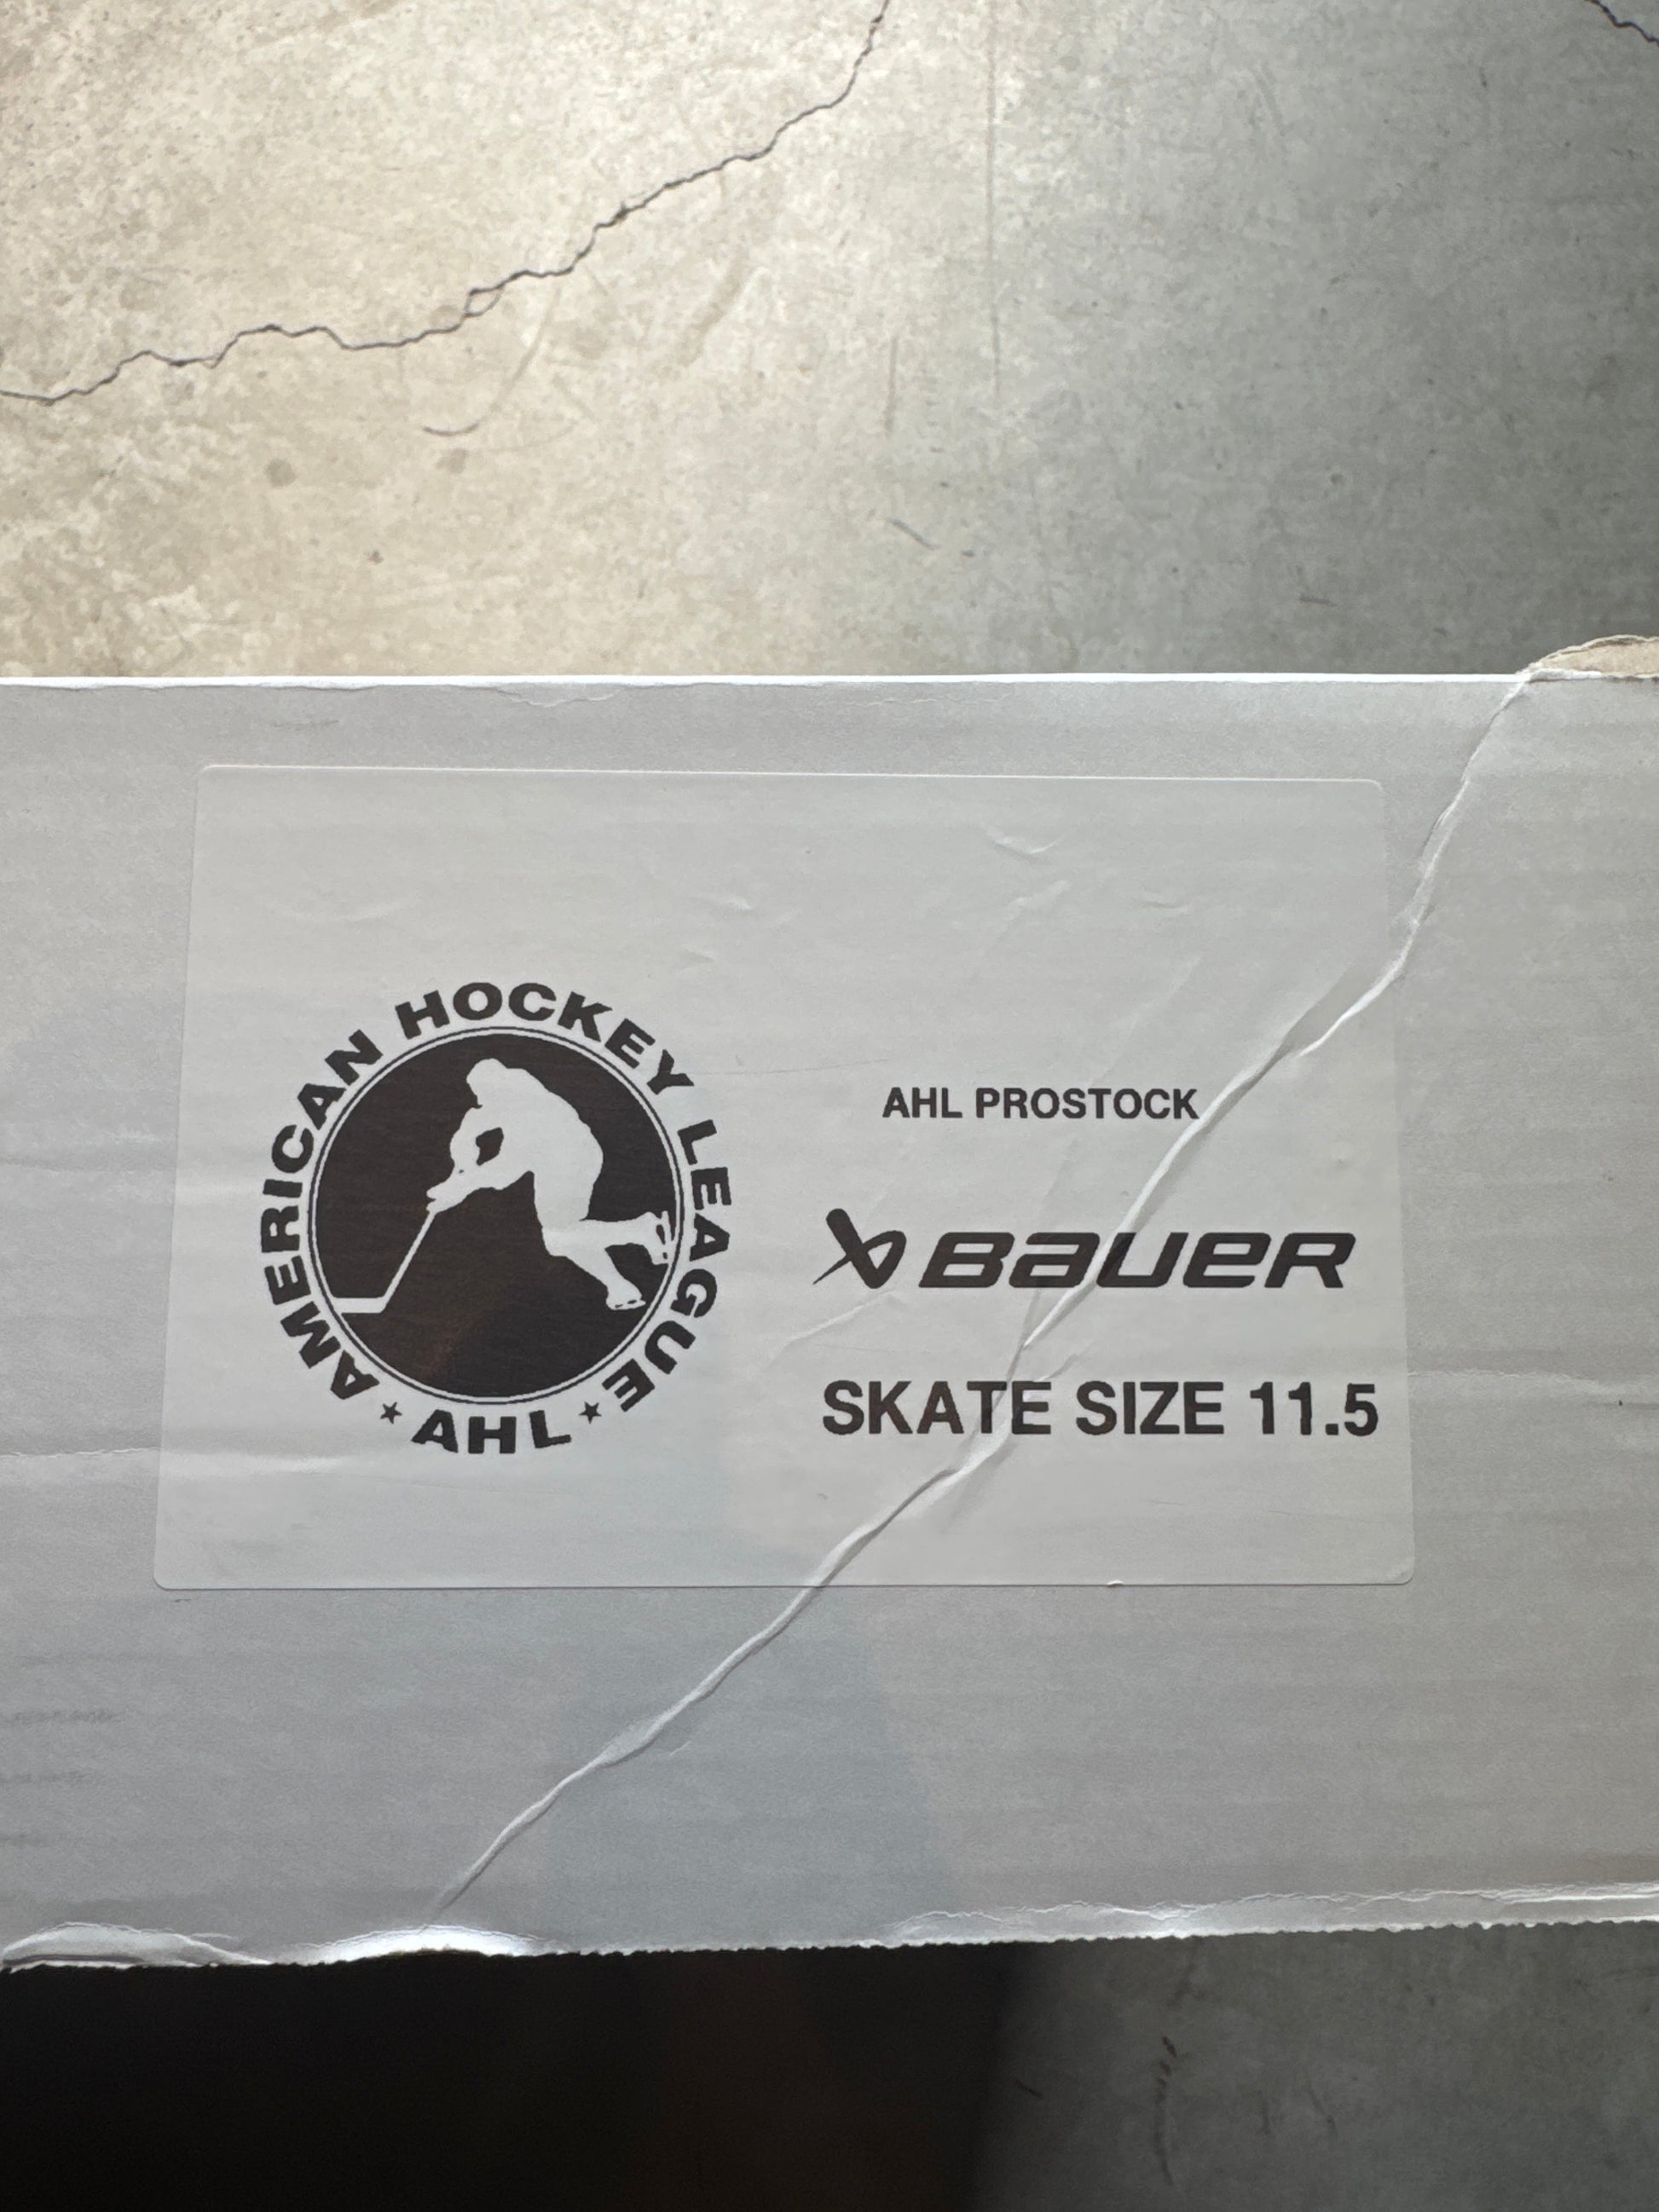 AMERICAN HOCKEY LEAGUE
★ AHL ★
AHL PROSTOCK
BAUER
SKATE SIZE 11.5